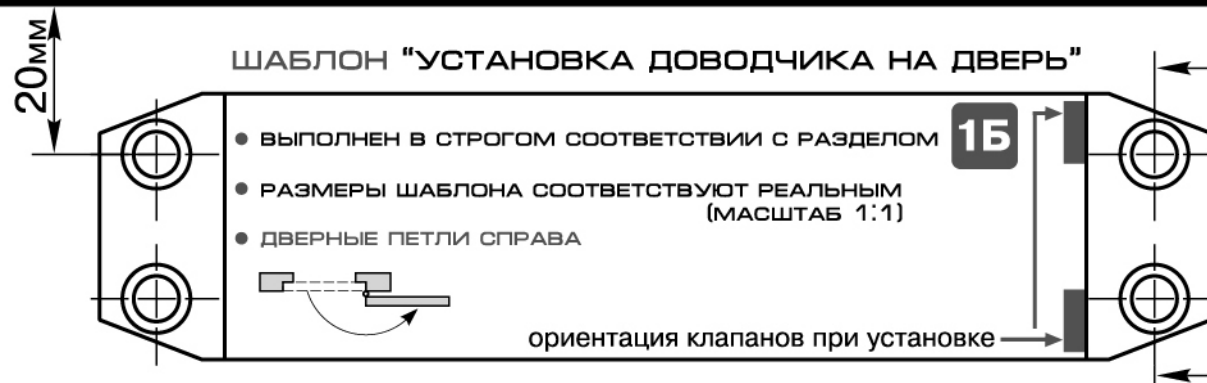 20мм
ШАБЛОН "УСТАНОВКА ДОВОДЧИКА НА ДВЕРЬ"
• ВЫПОЛНЕН В СТРОГОМ СООТВЕТСТВИИ С РАЗДЕЛОМ 1Б
• РАЗМЕРЫ ШАБЛОНА СООТВЕТСТВУЮТ РЕАЛЬНЫМ
(МАСШТАБ 1:1)
• ДВЕРНЫЕ ПЕТЛИ СПРАВА
ориентация клапанов при установке